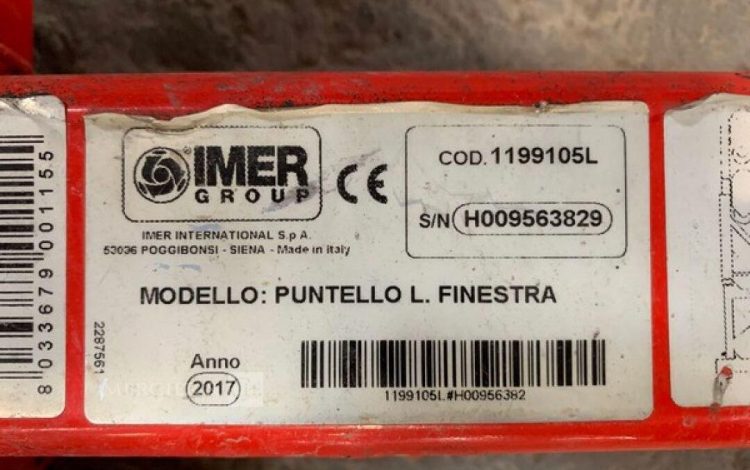 IMER
GROUP
CE
IMER INTERNATIONAL S.p A.
53036 POGGIBONSI - SIENA - Made in Italy
COD. 1199105L
S/N H009563829
MODELLO: PUNTELLO L. FINESTRA
Anno
2017
1199105L#H00956382
2287561
8 033679 001155